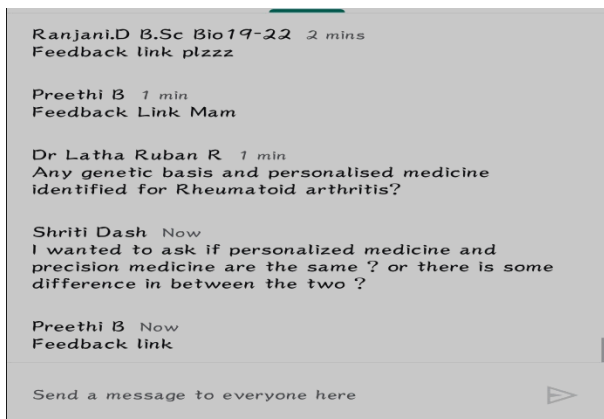 Ranjani.D B.Sc Bio19-22 2 mins
Feedback link plzzz
Preethi B 1 min
Feedback Link Mam
Dr Latha Ruban R 1 min
Any genetic basis and personalised medicine
identified for Rheumatoid arthritis?
Shriti Dash Now
I wanted to ask if personalized medicine and
precision medicine are the same ? or there is some
difference in between the two ?
Preethi B Now
Feedback link
Send a message to everyone here